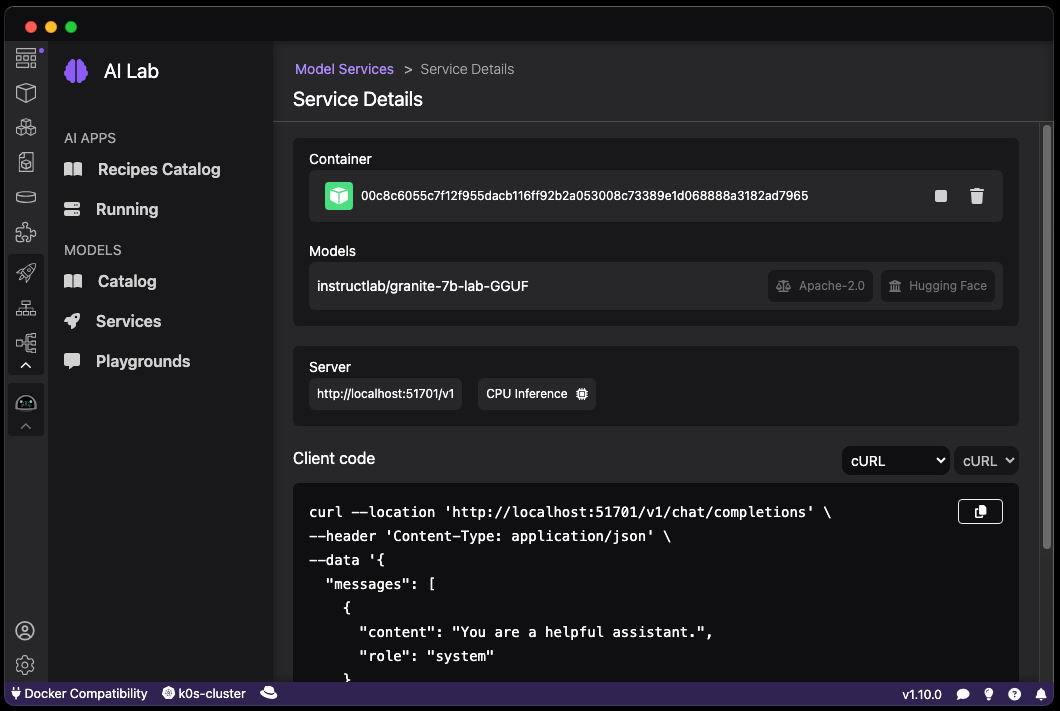 AI Lab
AI APPS
Recipes Catalog
Running
MODELS
Catalog
Services
Playgrounds
Model Services > Service Details
Service Details
Container
00c8c6055c7f12f955dacb116ff92b2a053008c73389e1d068888a3182ad7965
Models
instructlab/granite-7b-lab-GGUF
Apache-2.0
Hugging Face
Server
http://localhost:51701/v1
CPU Inference
Client code
cURL
cURL
curl --location 'http://localhost:51701/v1/chat/completions' \
--header 'Content-Type: application/json' \
--data '{
"messages": [
{
"content": "You are a helpful assistant.",
"role": "system"
}
Docker Compatibility
k0s-cluster
v1.10.0